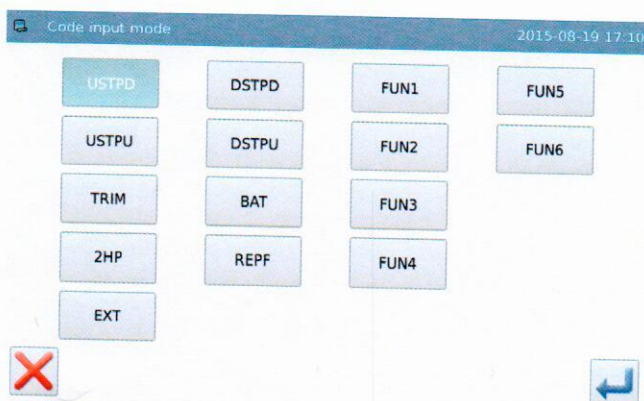 Code input mode 2015-08-19 17:10
USTPD DSTPD FUN1 FUN5
USTPU DSTPU FUN2 FUN6
TRIM BAT FUN3
2HP REPF FUN4
EXT